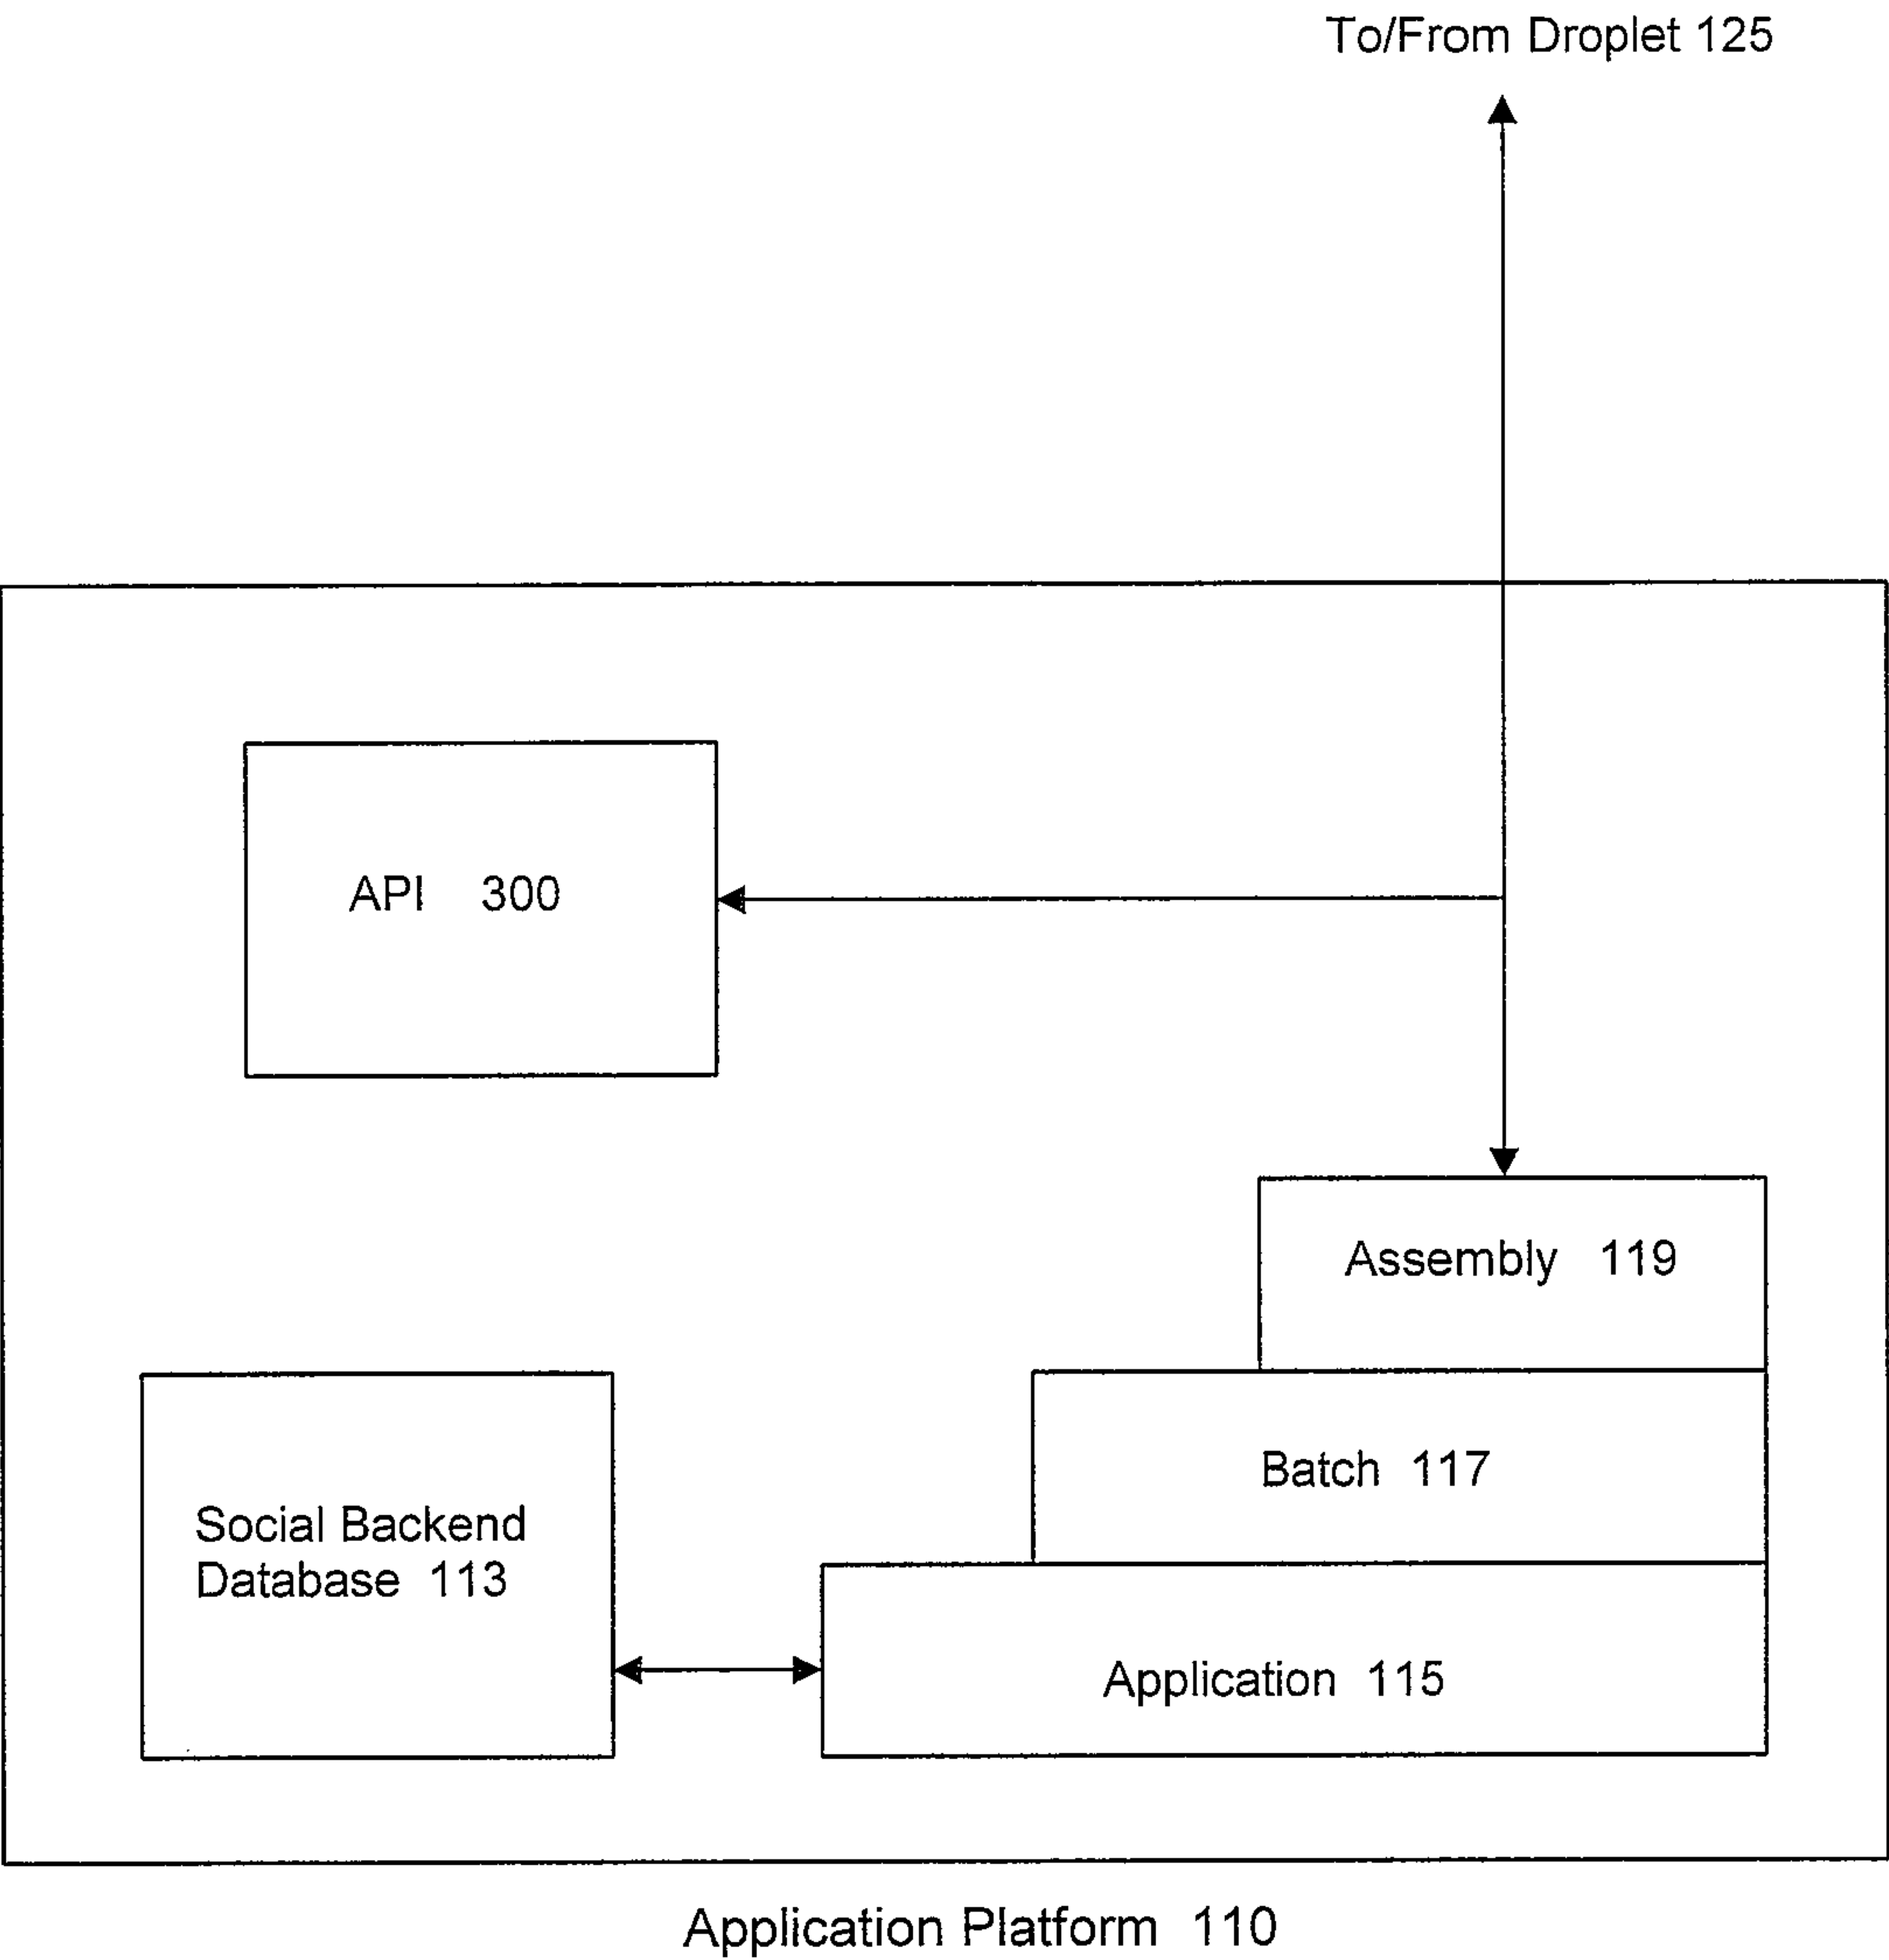 To/From Droplet 125
API 300
Assembly 119
Batch 117
Social Backend
Database 113
Application 115
Application Platform 110